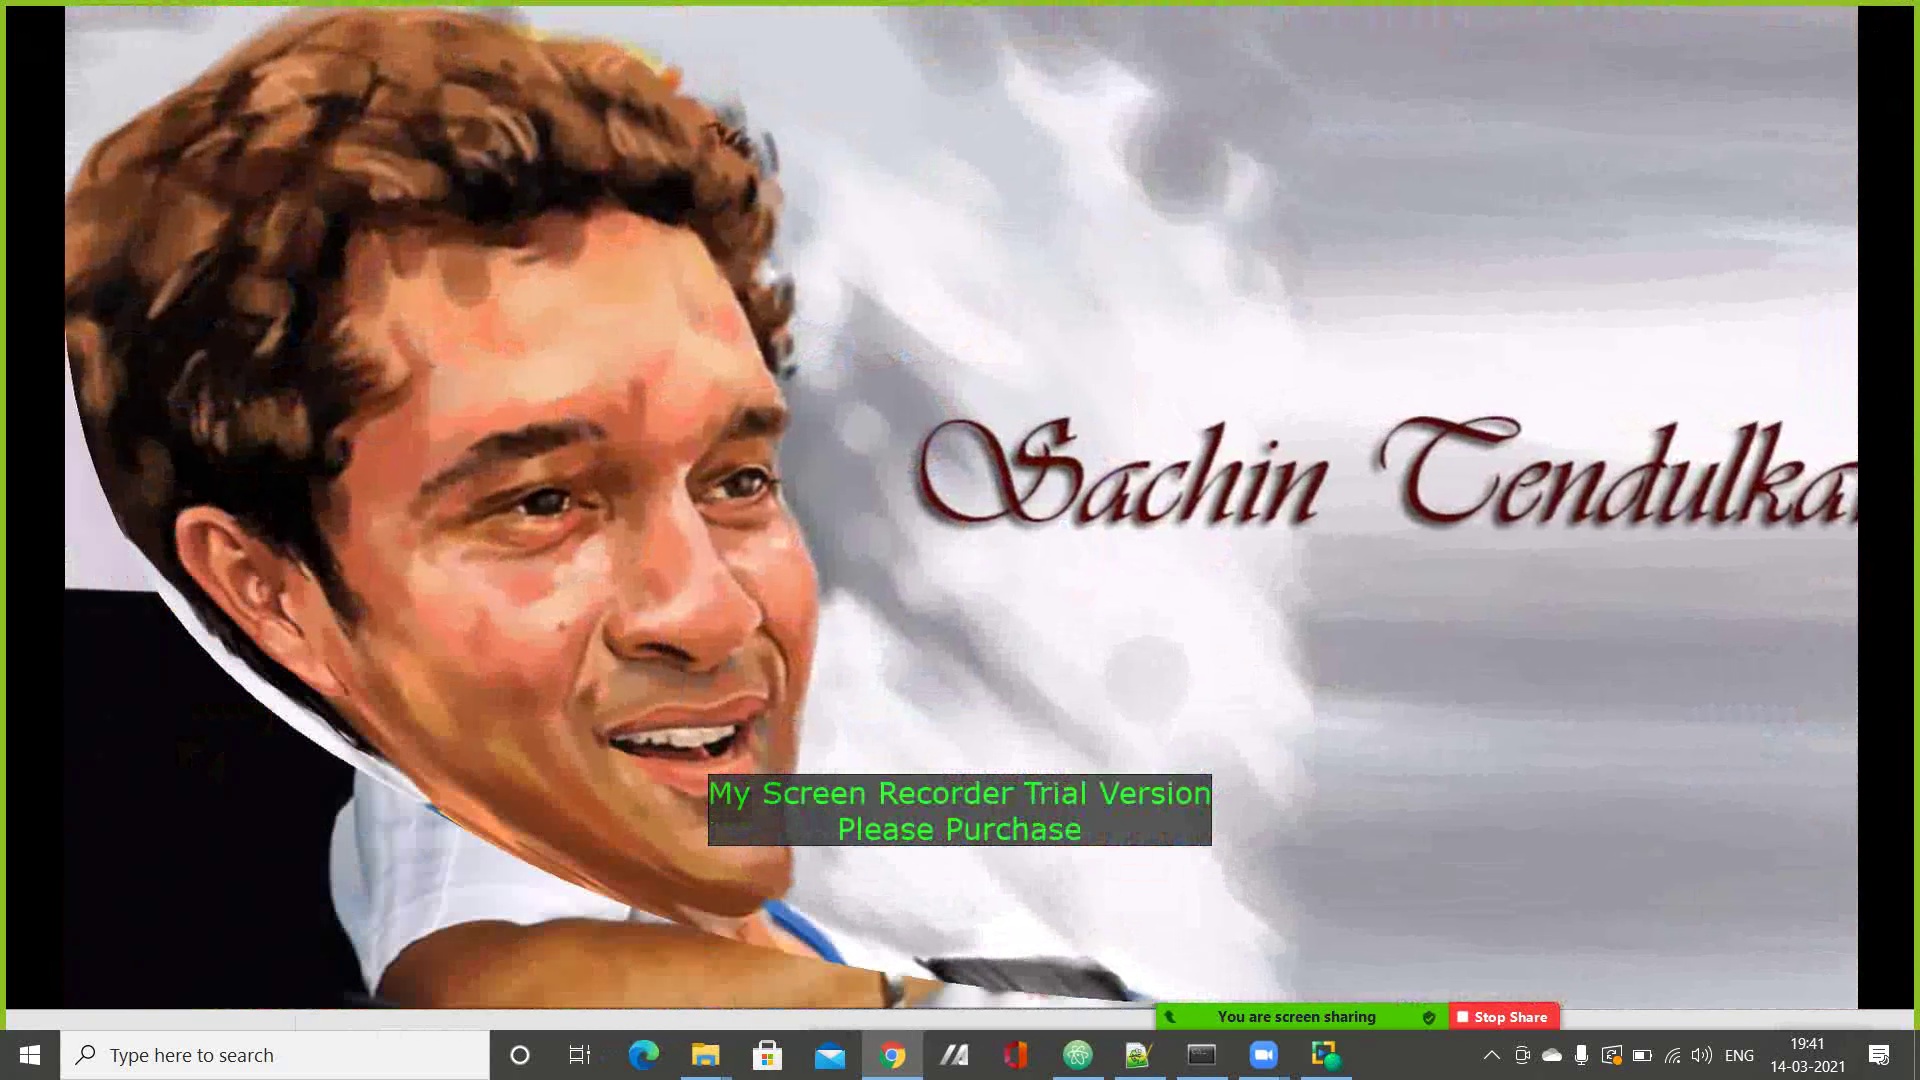 Sachin Tendulkar
My Screen Recorder Trial Version
Please Purchase
You are screen sharing
Stop Share
Type here to search
ENG
19:41
14-03-2021